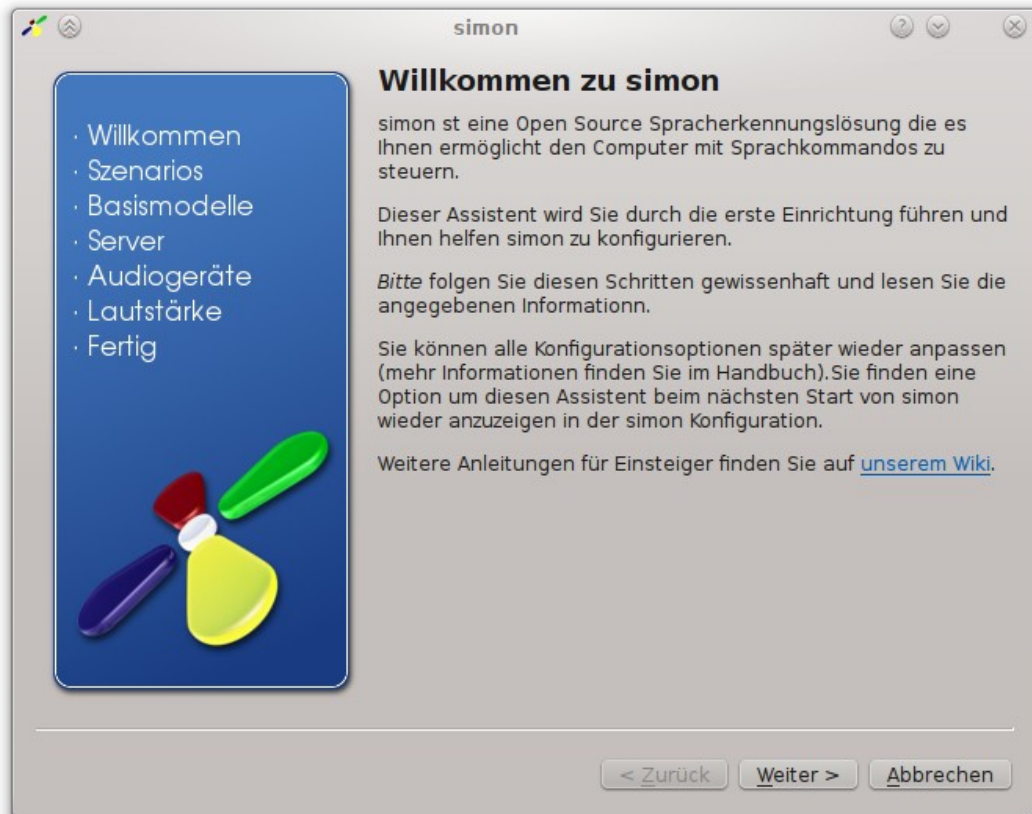 simon
· Willkommen
· Szenarios
· Basismodelle
· Server
· Audiogeräte
· Lautstärke
· Fertig
Willkommen zu simon
simon st eine Open Source Spracherkennungslösung die es
Ihnen ermöglicht den Computer mit Sprachkommandos zu
steuern.
Dieser Assistent wird Sie durch die erste Einrichtung führen und
Ihnen helfen simon zu konfigurieren.
Bitte folgen Sie diesen Schritten gewissenhaft und lesen Sie die
angegebenen Informationn.
Sie können alle Konfigurationsoptionen später wieder anpassen
(mehr Informationen finden Sie im Handbuch).Sie finden eine
Option um diesen Assistent beim nächsten Start von simon
wieder anzuzeigen in der simon Konfiguration.
Weitere Anleitungen für Einsteiger finden Sie auf unserem Wiki.
< Zurück
Weiter >
Abbrechen